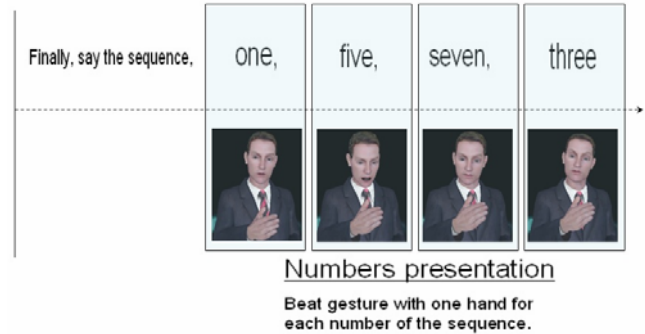 Finally, say the sequence, one, five, seven, three
Numbers presentation
Beat gesture with one hand for
each number of the sequence.